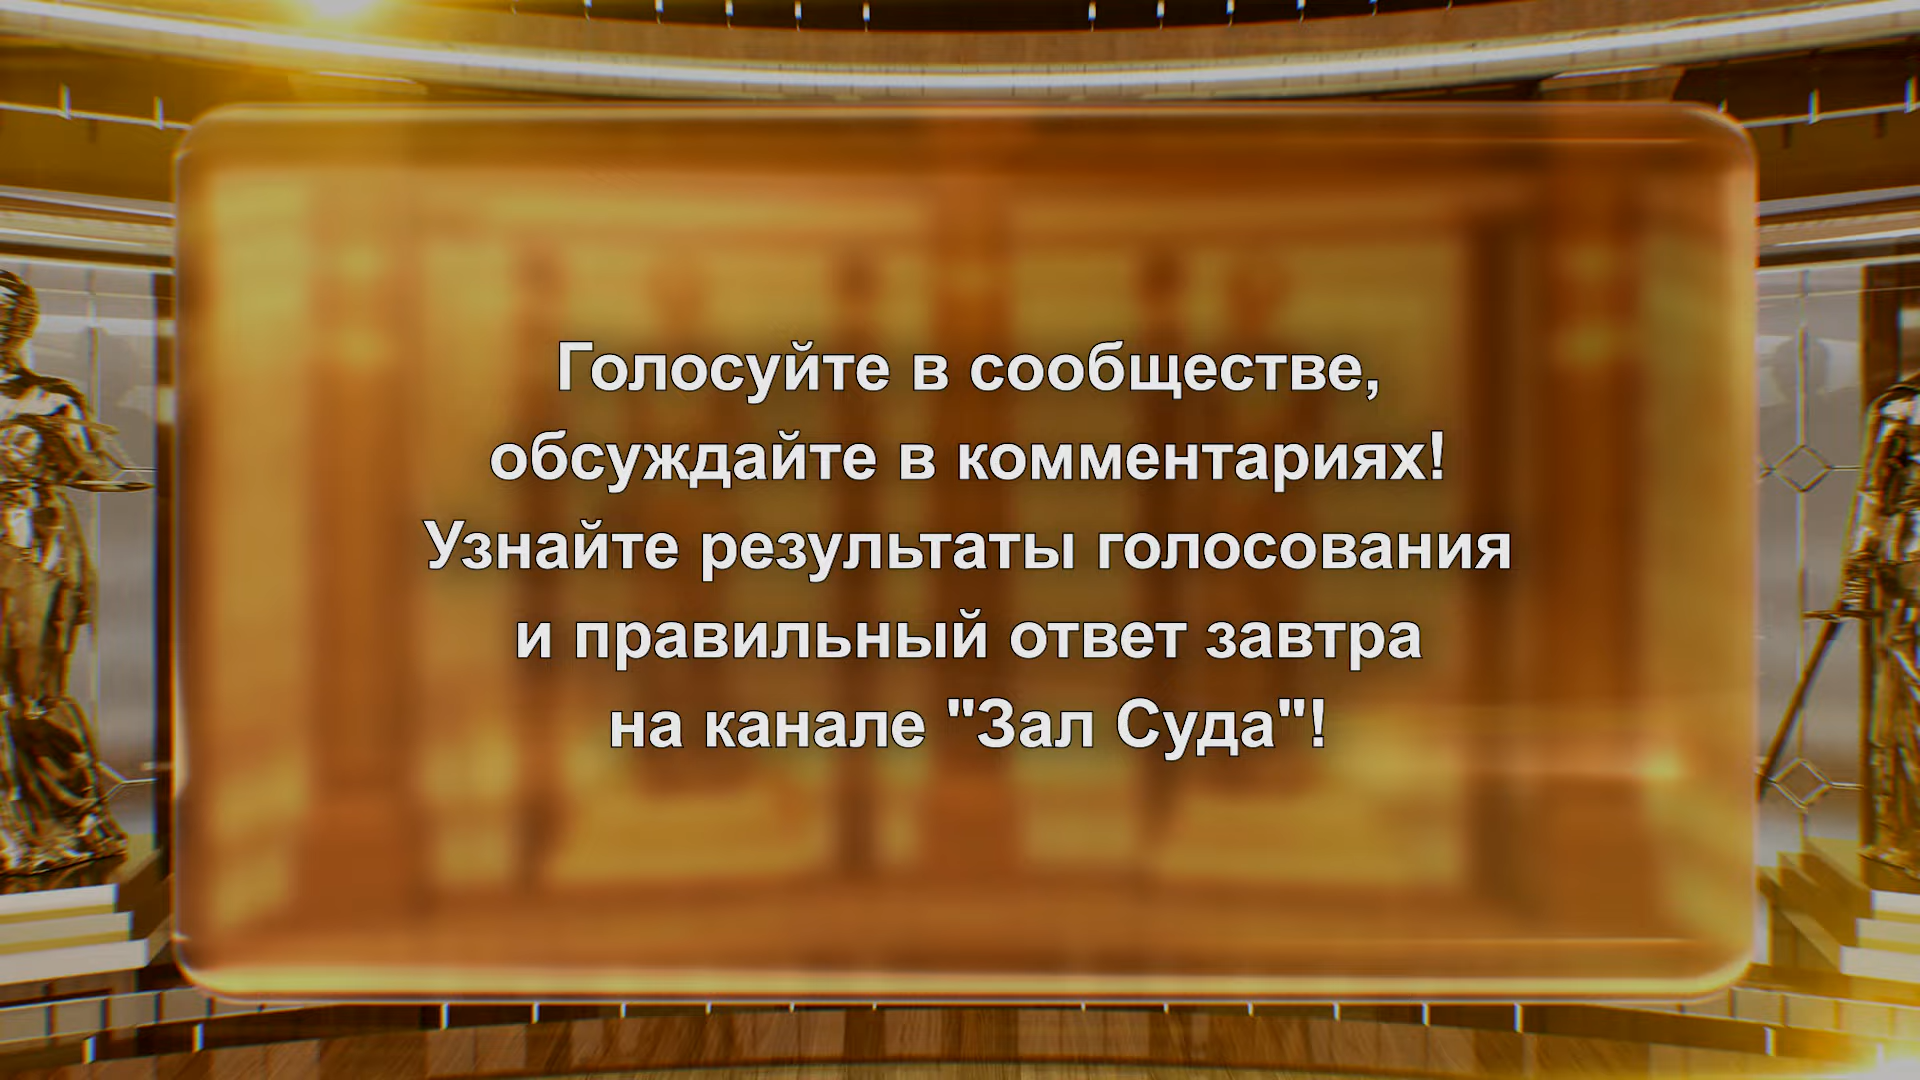 Голосуйте в сообществе,
обсуждайте в комментариях!
Узнайте результаты голосования
и правильный ответ завтра
на канале "Зал Суда"!